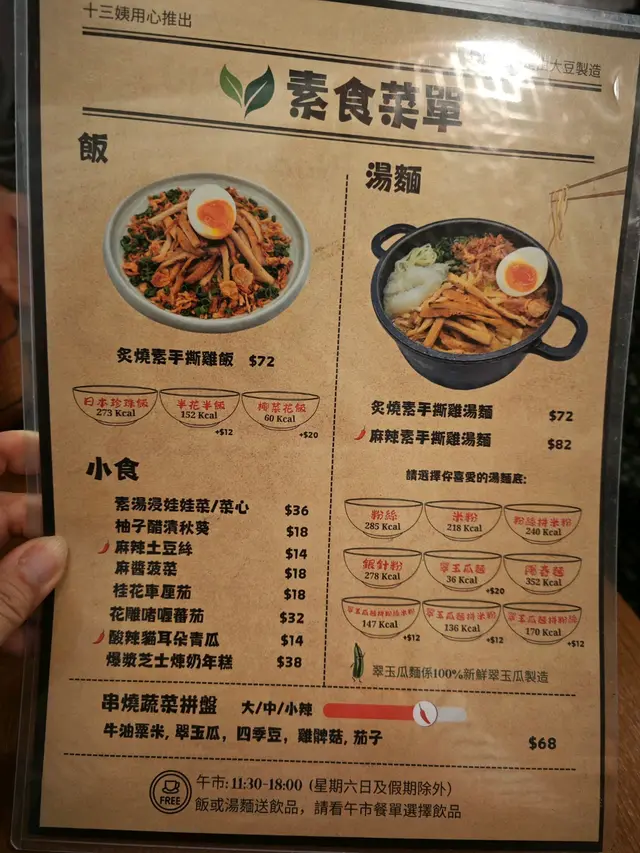 十三姨用心推出
出大豆製造
素食菜單
飯
炙燒素手撕雞飯 $72
日本珍珠飯
273 Kcal
半花米飯
152 Kcal
+$12
椰菜花飯
60 Kcal
+$20
小食
素湯浸娃娃菜/菜心 $36
柚子醋漬秋葵 $18
麻辣土豆絲 $14
麻醬菠菜 $18
桂花車厘茄 $18
花雕啫喱蕃茄 $32
酸辣貓耳朵青瓜 $14
爆漿芝士煉奶年糕 $38
湯麵
炙燒素手撕雞湯麵 $72
麻辣素手撕雞湯麵 $82
請選擇你喜愛的湯麵底:
粉絲
285 Kcal
米粉
218 Kcal
粉絲拼米粉
240 Kcal
銀針粉
278 Kcal
翠玉瓜麵
36 Kcal
+$20
烏冬麵
352 Kcal
翠玉瓜麵拼粉絲米粉
147 Kcal
+$12
翠玉瓜麵拼米粉
136 Kcal
+$12
翠玉瓜麵拼粉絲
170 Kcal
+$12
翠玉瓜麵係100%新鮮翠玉瓜製造
串燒蔬菜拼盤 大/中/小辣
牛油粟米, 翠玉瓜, 四季豆, 雞髀菇, 茄子 $68
FREE
午市: 11:30-18:00 (星期六日及假期除外)
飯或湯麵送飲品, 請看午市餐單選擇飲品